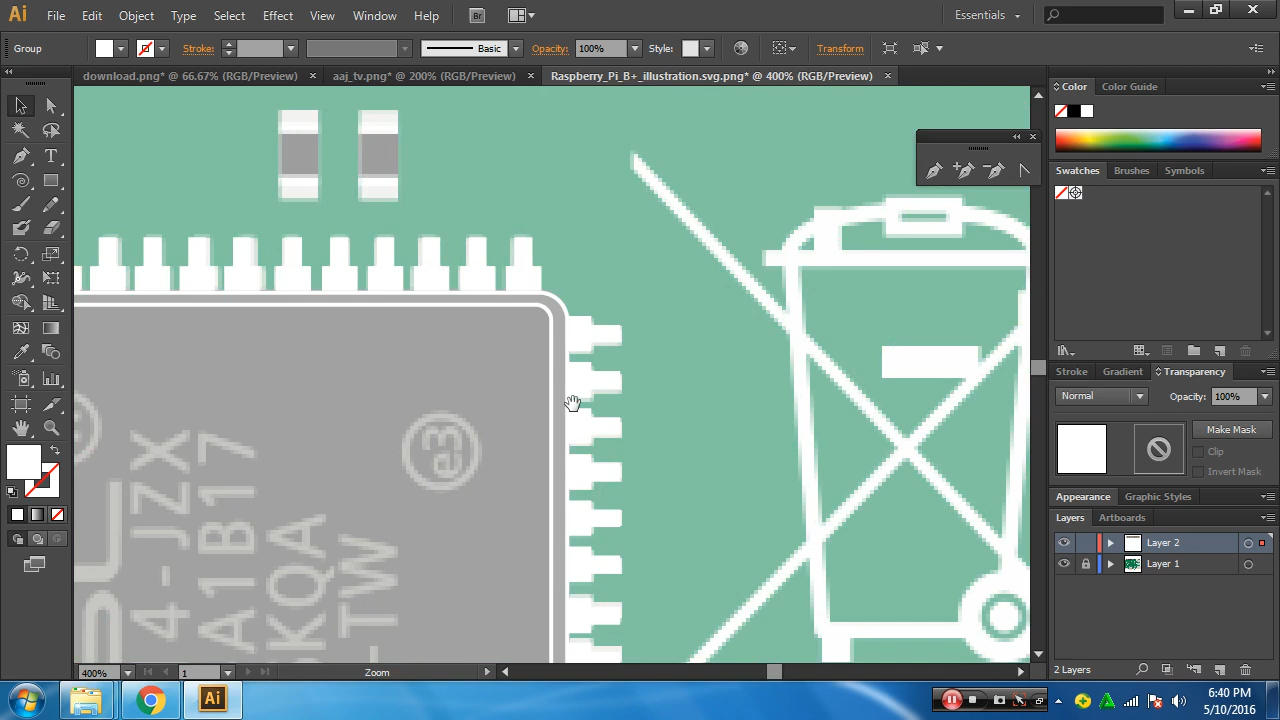 Ai File Edit Object Type Select Effect View Window Help Br Essentials
Group Stroke: Basic Opacity: 100% Style: Transform
download.png* @ 66.67% (RGB/Preview) aaj_tv.png* @ 200% (RGB/Preview) Raspberry_Pi_B+_illustration.svg.png* @ 400% (RGB/Preview)
Color Color Guide
Swatches Brushes Symbols
Stroke Gradient Transparency
Normal Opacity: 100%
Make Mask
Clip
Invert Mask
Appearance Graphic Styles
Layers Artboards
Layer 2
Layer 1
2 Layers
e3
4-JZX
A1B17
KQA
-TW
400% 1 Zoom
Ai
6:40 PM
5/10/2016